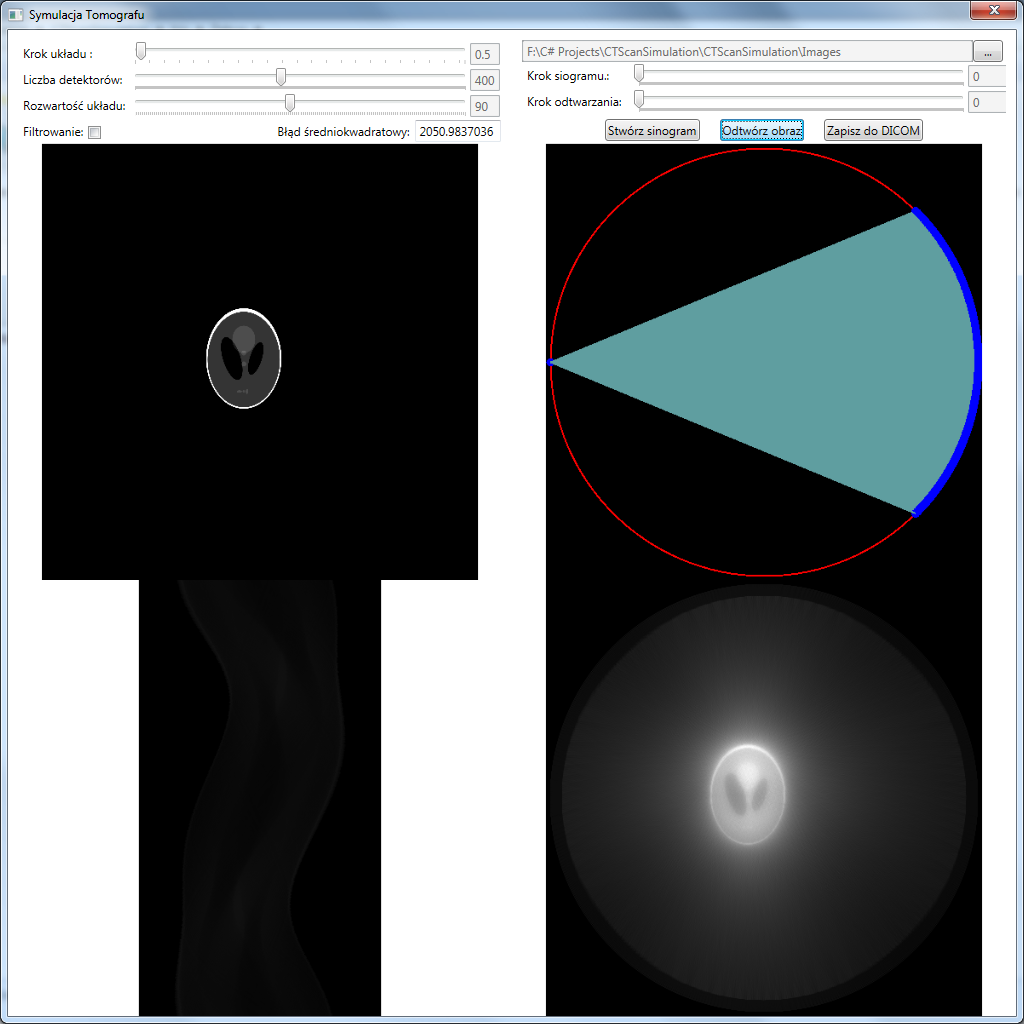 Symulacja Tomografu
Krok układu : 0.5
Liczba detektorów: 400
Rozwartość układu: 90
Filtrowanie: Błąd średniokwadratowy: 2050.9837036
F:\C# Projects\CTScanSimulation\CTScanSimulation\Images ...
Krok siogramu.: 0
Krok odtwarzania: 0
Stwórz sinogram Odtwórz obraz Zapisz do DICOM